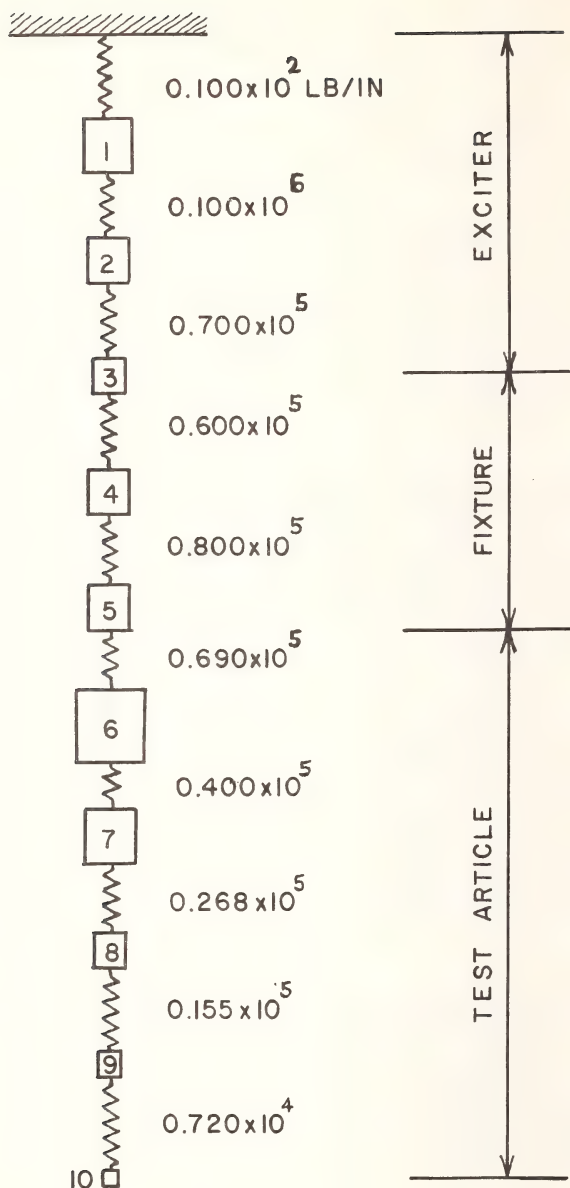 0.100x10² LB/IN
1
0.100x10⁶
2
0.700x10⁵
3
0.600x10⁵
4
0.800x10⁵
5
0.690x10⁵
6
0.400x10⁵
7
0.268x10⁵
8
0.155x10⁵
9
0.720x10⁴
10
EXCITER
FIXTURE
TEST ARTICLE